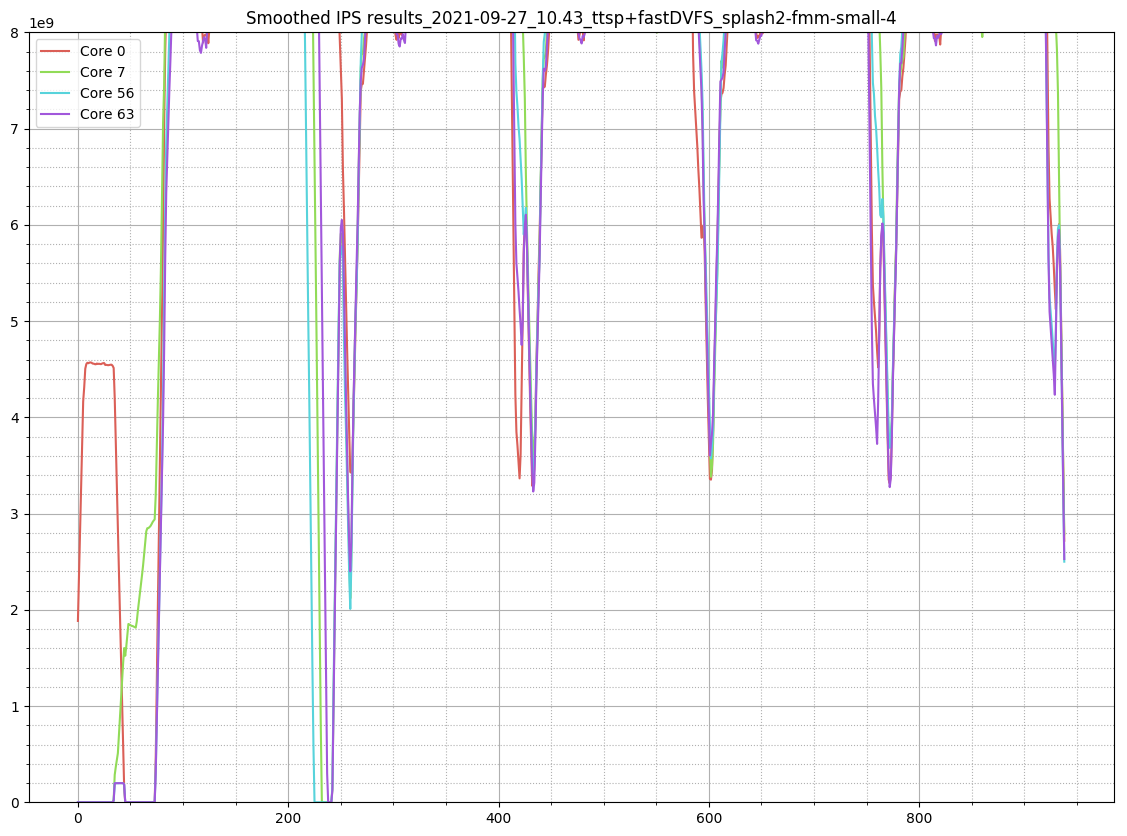 Smoothed IPS results_2021-09-27_10.43_ttsp+fastDVFS_splash2-fmm-small-4
1e9
8
7
6
5
4
3
2
1
0
Core 0
Core 7
Core 56
Core 63
0 200 400 600 800